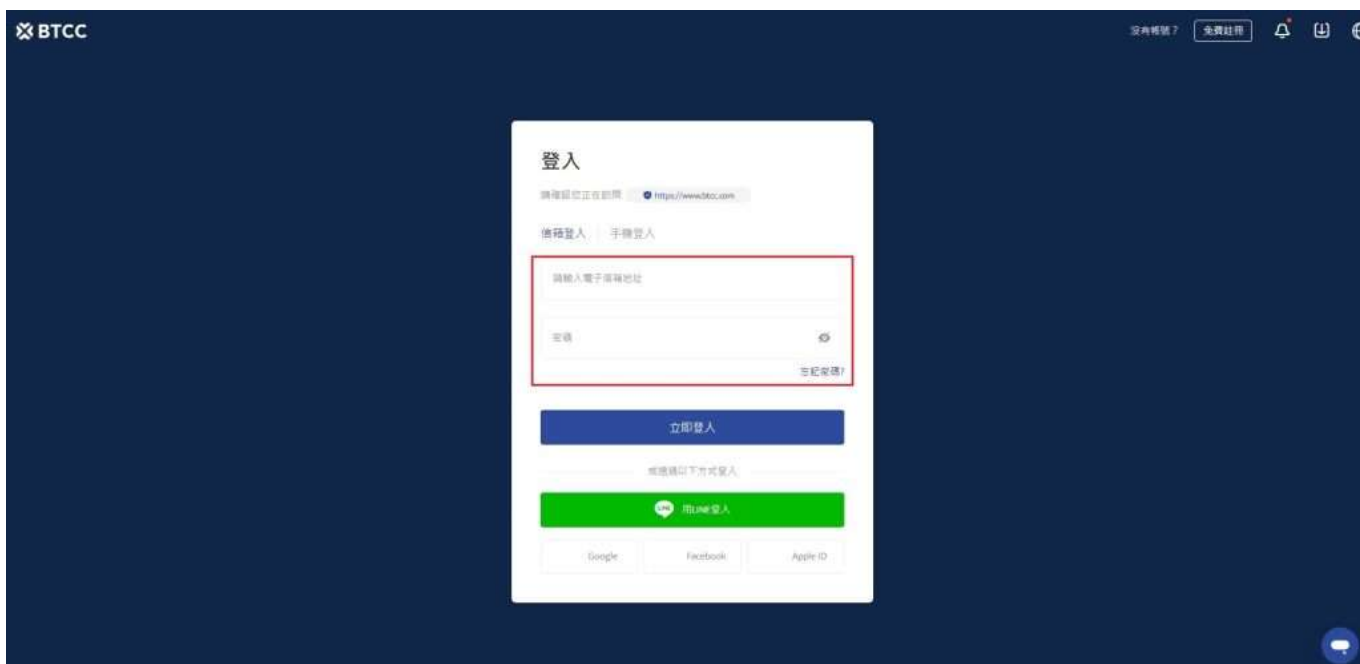 BTCC
沒有帳號？ 免費註冊
登入
請確認您正在訪問 https://www.btcc.com
信箱登入 手機登入
請輸入電子信箱地址
密碼
忘記密碼?
立即登入
或透過以下方式登入
LINE 用LINE登入
Google Facebook Apple ID